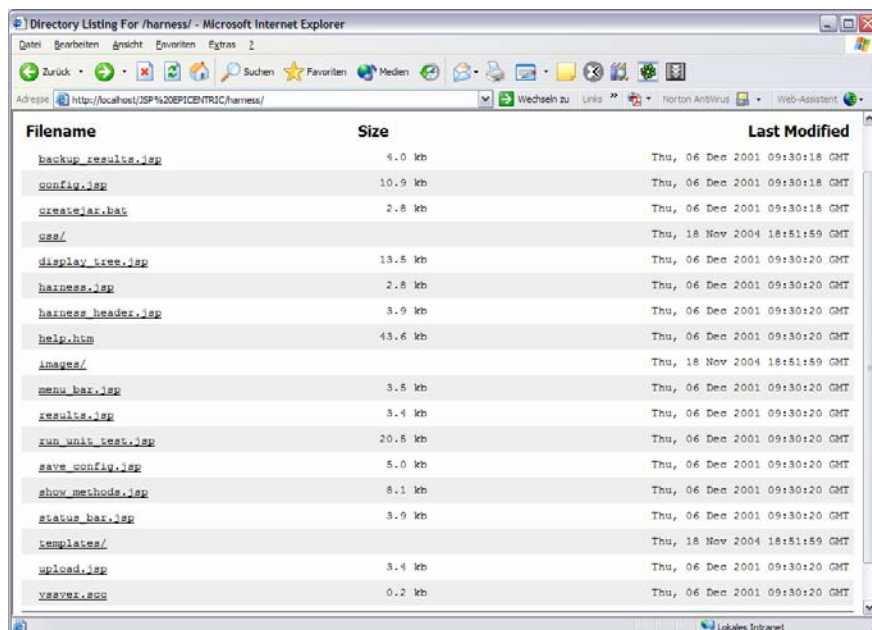 Directory Listing For /harness/ - Microsoft Internet Explorer
Datei Bearbeiten Ansicht Favoriten Extras ?
Zurück Suchen Favoriten Medien
Adresse http://localhost/JSP%20EPICENTRIC/harness/ Wechseln zu Links » Norton AntiVirus Web-Assistent
Filename Size Last Modified
backup_results.jsp 4.0 kb Thu, 06 Dec 2001 09:30:18 GMT
config.jsp 10.9 kb Thu, 06 Dec 2001 09:30:18 GMT
createjar.bat 2.8 kb Thu, 06 Dec 2001 09:30:18 GMT
css/ Thu, 18 Nov 2004 18:51:59 GMT
display_tree.jsp 13.5 kb Thu, 06 Dec 2001 09:30:20 GMT
harness.jsp 2.8 kb Thu, 06 Dec 2001 09:30:20 GMT
harness_header.jsp 3.9 kb Thu, 06 Dec 2001 09:30:20 GMT
help.htm 43.6 kb Thu, 06 Dec 2001 09:30:20 GMT
images/ Thu, 18 Nov 2004 18:51:59 GMT
menu_bar.jsp 3.5 kb Thu, 06 Dec 2001 09:30:20 GMT
results.jsp 3.4 kb Thu, 06 Dec 2001 09:30:20 GMT
run_unit_test.jsp 20.5 kb Thu, 06 Dec 2001 09:30:20 GMT
save_config.jsp 5.0 kb Thu, 06 Dec 2001 09:30:20 GMT
show_methods.jsp 8.1 kb Thu, 06 Dec 2001 09:30:20 GMT
status_bar.jsp 3.9 kb Thu, 06 Dec 2001 09:30:20 GMT
templates/ Thu, 18 Nov 2004 18:51:59 GMT
upload.jsp 3.4 kb Thu, 06 Dec 2001 09:30:20 GMT
vssver.scc 0.2 kb Thu, 06 Dec 2001 09:30:20 GMT
Lokales Intranet